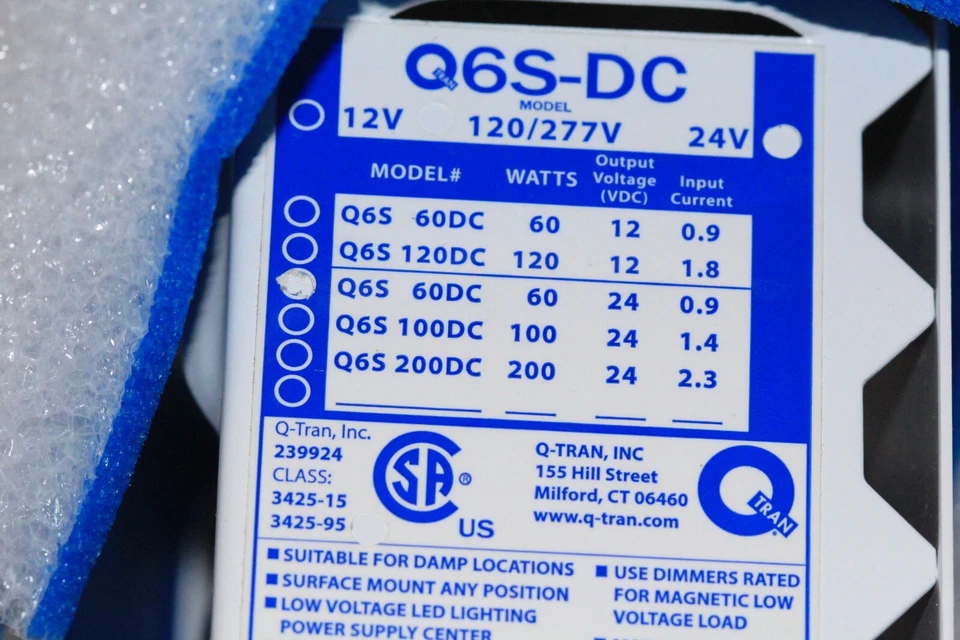 Q6S-DC
TRAN
MODEL
12V 120/277V 24V
MODEL# WATTS Output Voltage (VDC) Input Current
Q6S 60DC 60 12 0.9
Q6S 120DC 120 12 1.8
Q6S 60DC 60 24 0.9
Q6S 100DC 100 24 1.4
Q6S 200DC 200 24 2.3
Q-Tran, Inc.
239924
CLASS:
3425-15
3425-95
SA ®
US
Q-TRAN, INC
155 Hill Street
Milford, CT 06460
www.q-tran.com
Q TRAN
■ SUITABLE FOR DAMP LOCATIONS
■ SURFACE MOUNT ANY POSITION
■ LOW VOLTAGE LED LIGHTING
POWER SUPPLY CENTER
■ USE DIMMERS RATED
FOR MAGNETIC LOW
VOLTAGE LOAD